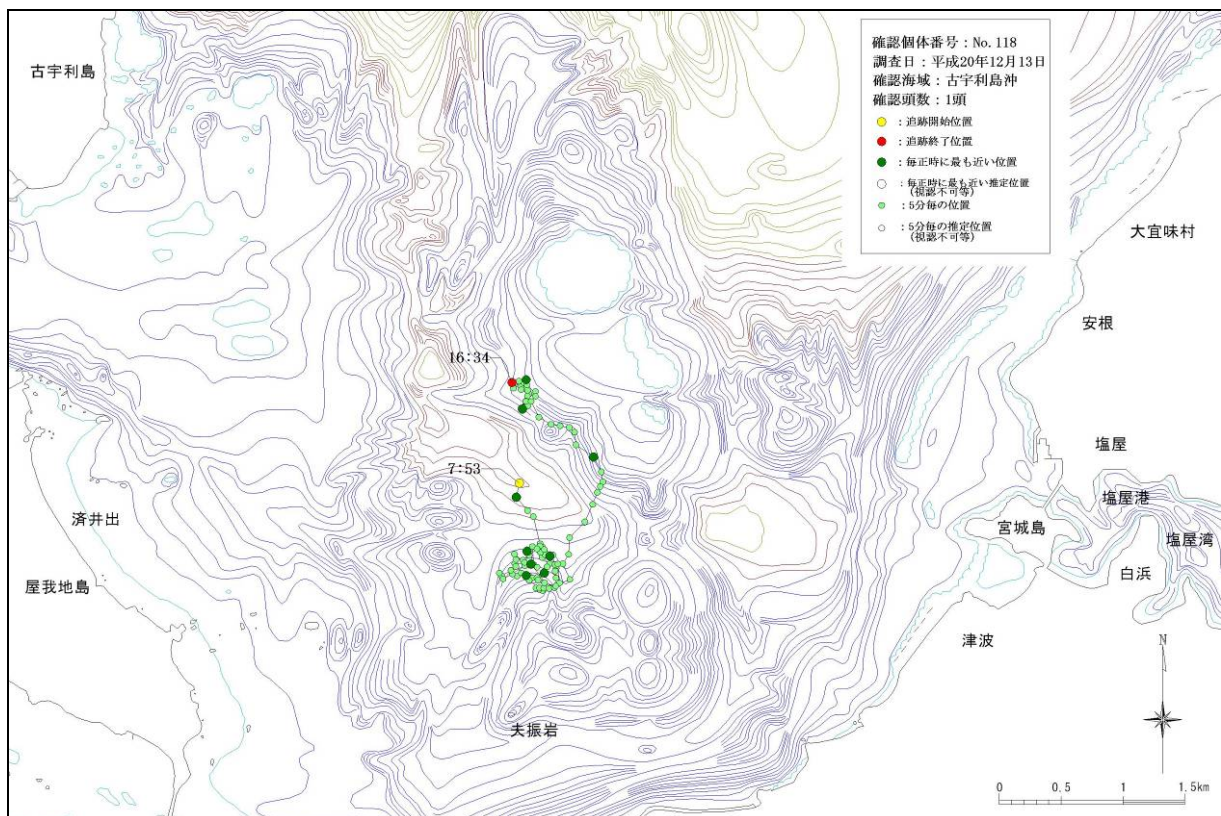 古宇利島
確認個体番号：No.118
調査日：平成20年12月13日
確認海域：古宇利島沖
確認頭数：1頭
：追跡開始位置
：追跡終了位置
：毎正時に最も近い位置
：毎正時に最も近い推定位置
(視認不可等)
：5分毎の位置
：5分毎の推定位置
(視認不可等)
大宜味村
安根
16:34
塩屋
7:53
塩屋港
済井出
宮城島
塩屋湾
白浜
屋我地島
津波
N
夫振岩
0 0.5 1 1.5km